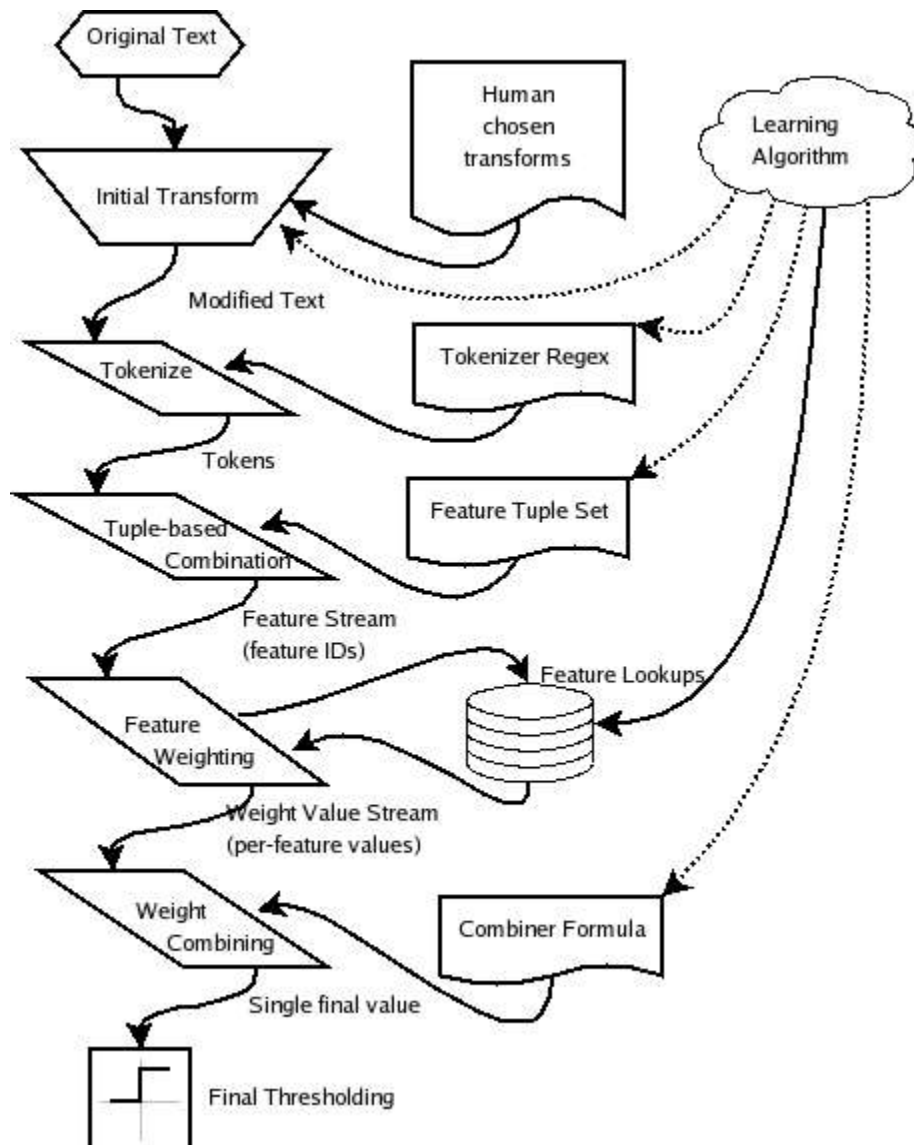 Original Text
Human
chosen
transforms
Learning
Algorithm
Initial Transform
Modified Text
Tokenizer Regex
Tokenize
Tokens
Feature Tuple Set
Tuple-based
Combination
Feature Stream
(feature IDs)
Feature Lookups
Feature
Weighting
Weight Value Stream
(per-feature values)
Weight
Combining
Combiner Formula
Single final value
Final Thresholding